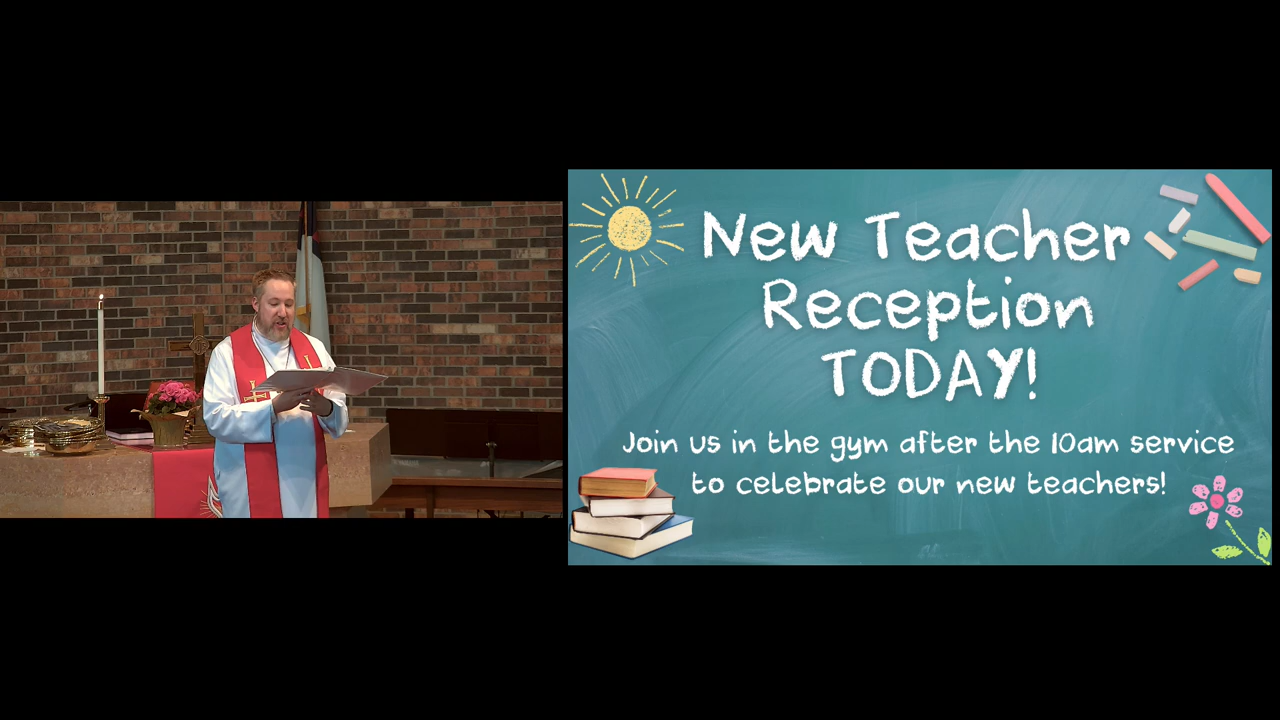 New Teacher
Reception
TODAY!
Join us in the gym after the 10am service
to celebrate our new teachers!